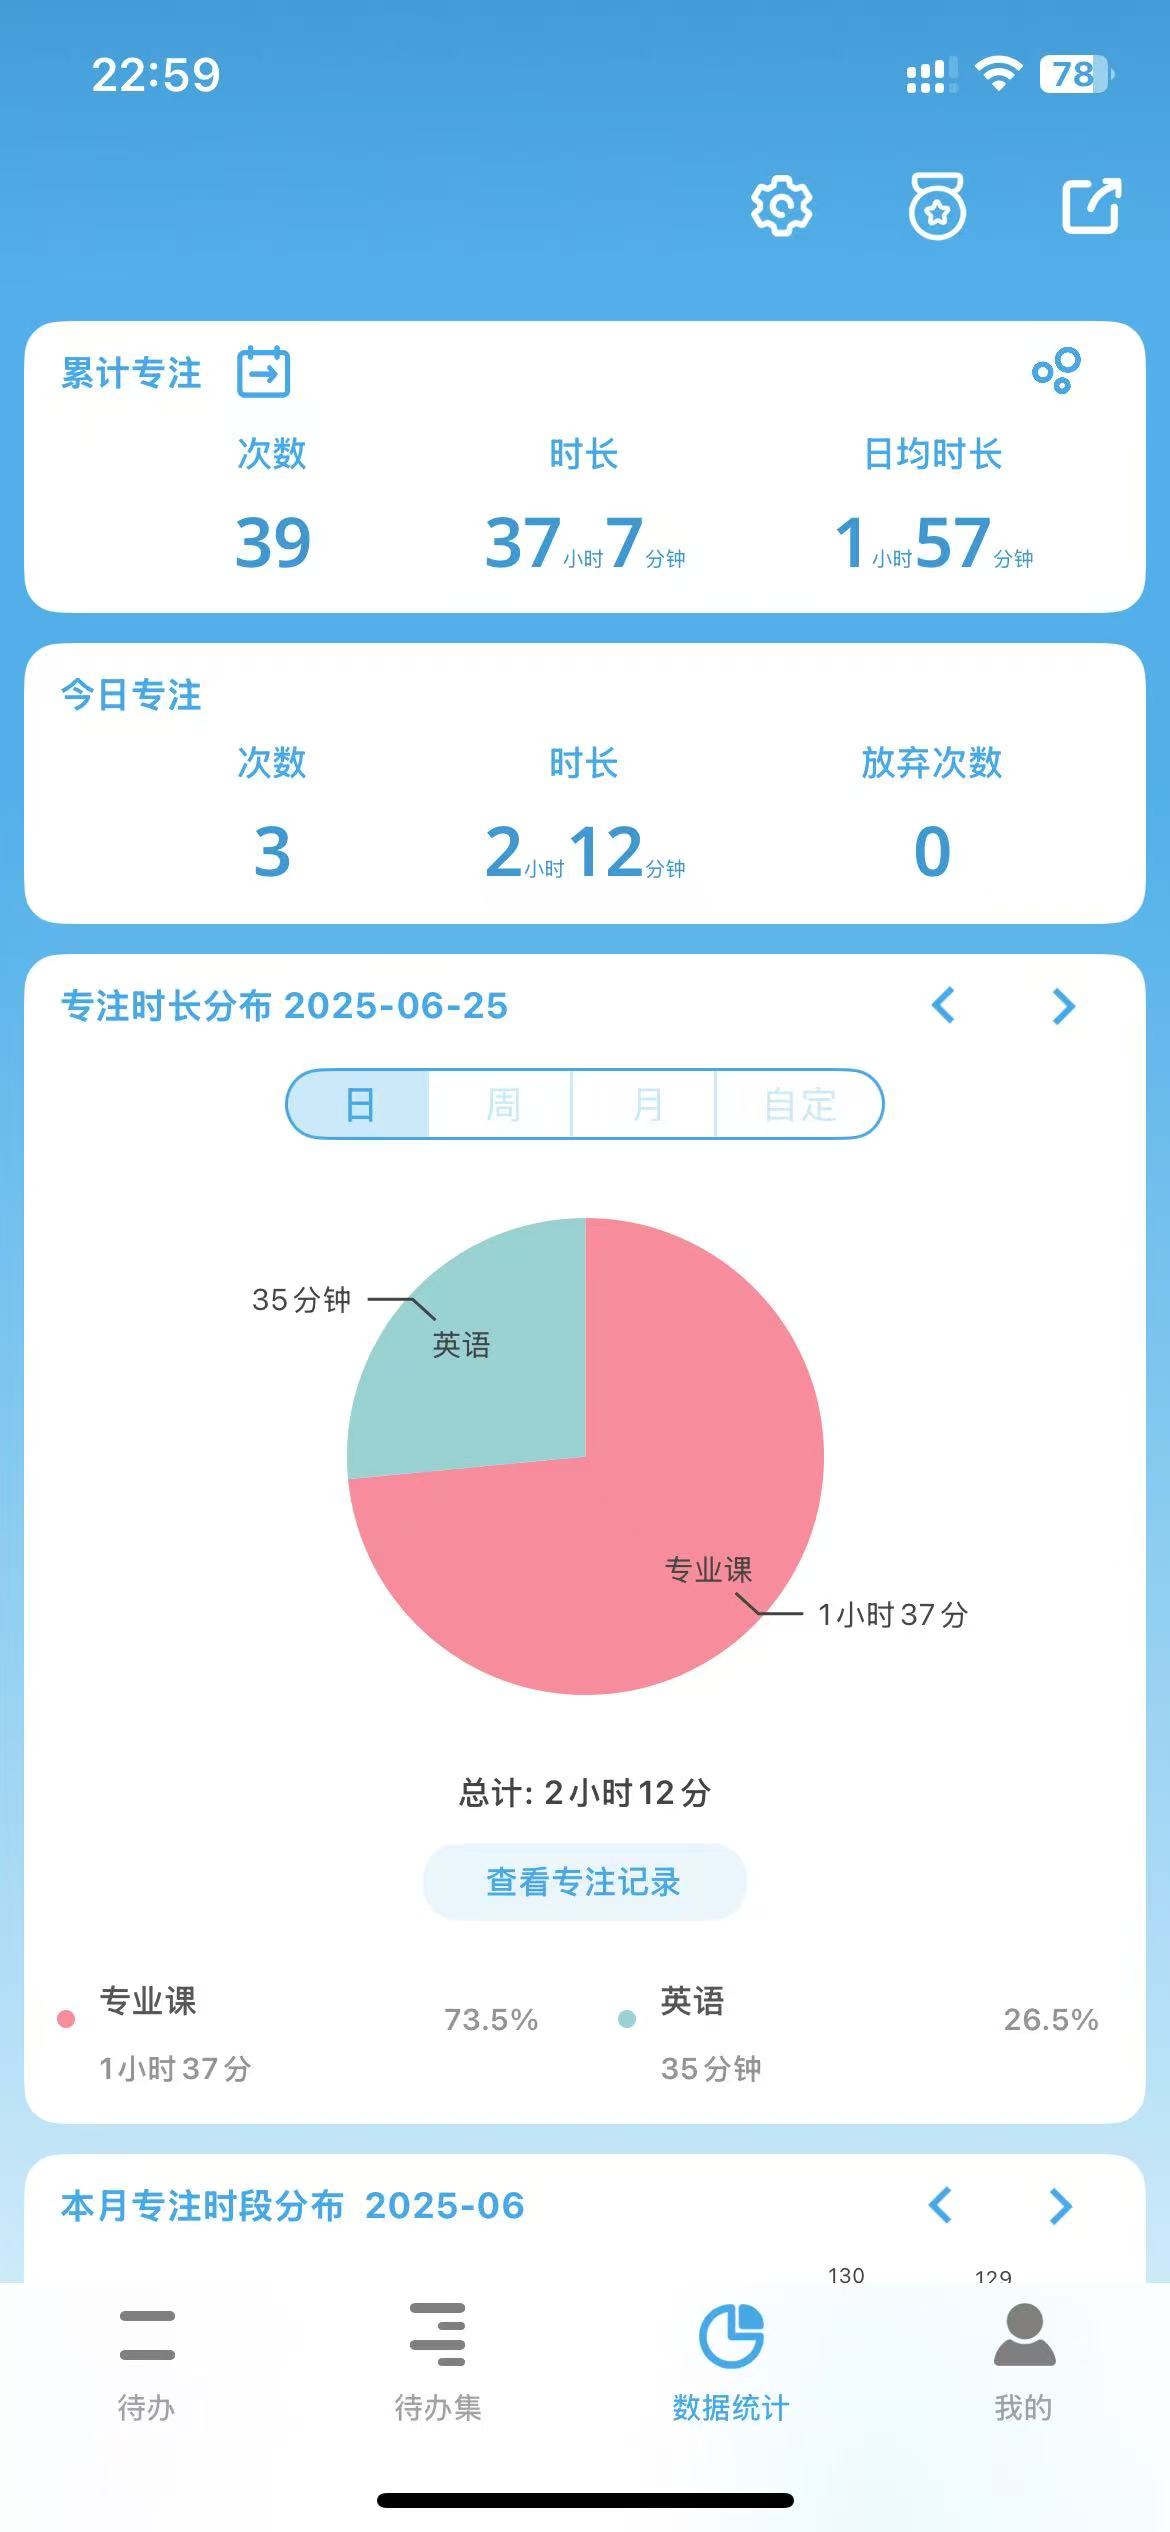 22:59
78
累计专注
次数 时长 日均时长
39 37小时7分钟 1小时57分钟
今日专注
次数 时长 放弃次数
3 2小时12分钟 0
专注时长分布 2025-06-25
日 周 月 自定
35分钟
英语
专业课
1小时37分
总计: 2小时12分
查看专注记录
专业课 73.5% 英语 26.5%
1小时37分 35分钟
本月专注时段分布 2025-06
130 129
待办 待办集 数据统计 我的